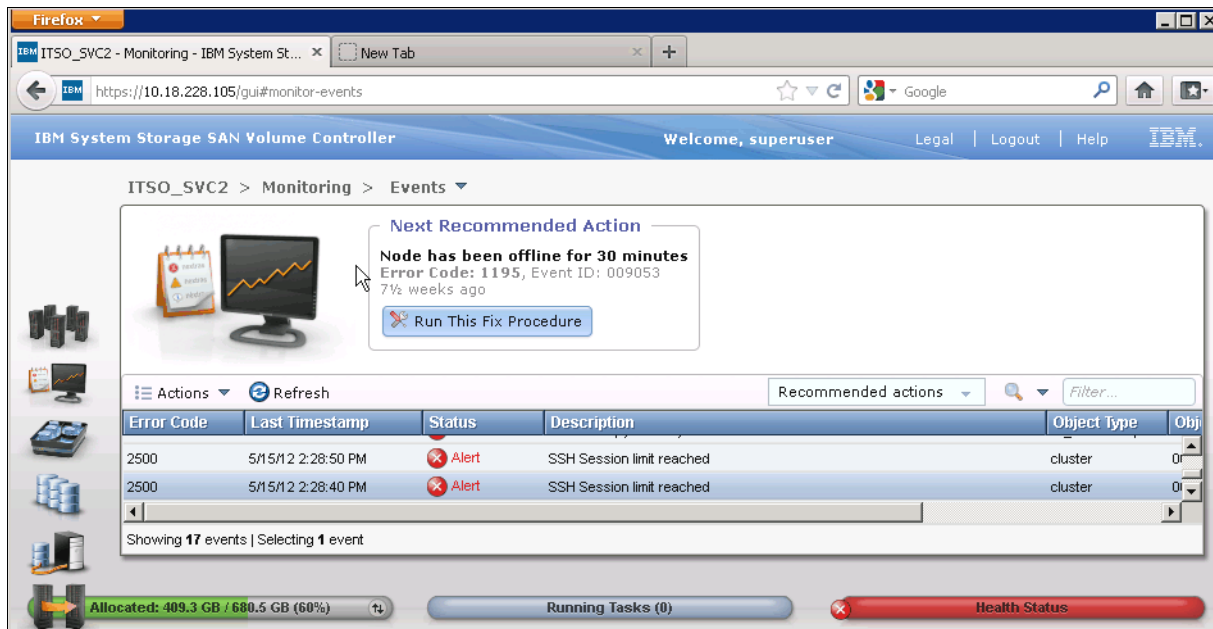 Firefox
ITSO_SVC2 - Monitoring - IBM System St... New Tab
https://10.18.228.105/gui#monitor-events Google
IBM System Storage SAN Volume Controller Welcome, superuser Legal | Logout | Help IBM.
ITSO_SVC2 > Monitoring > Events
Next Recommended Action
Node has been offline for 30 minutes
Error Code: 1195, Event ID: 009053
7½ weeks ago
Run This Fix Procedure
Actions Refresh Recommended actions Filter...
Error Code Last Timestamp Status Description Object Type Obj
2500 5/15/12 2:28:50 PM Alert SSH Session limit reached cluster
2500 5/15/12 2:28:40 PM Alert SSH Session limit reached cluster
Showing 17 events | Selecting 1 event
Allocated: 409.3 GB / 680.5 GB (60%) Running Tasks (0) Health Status